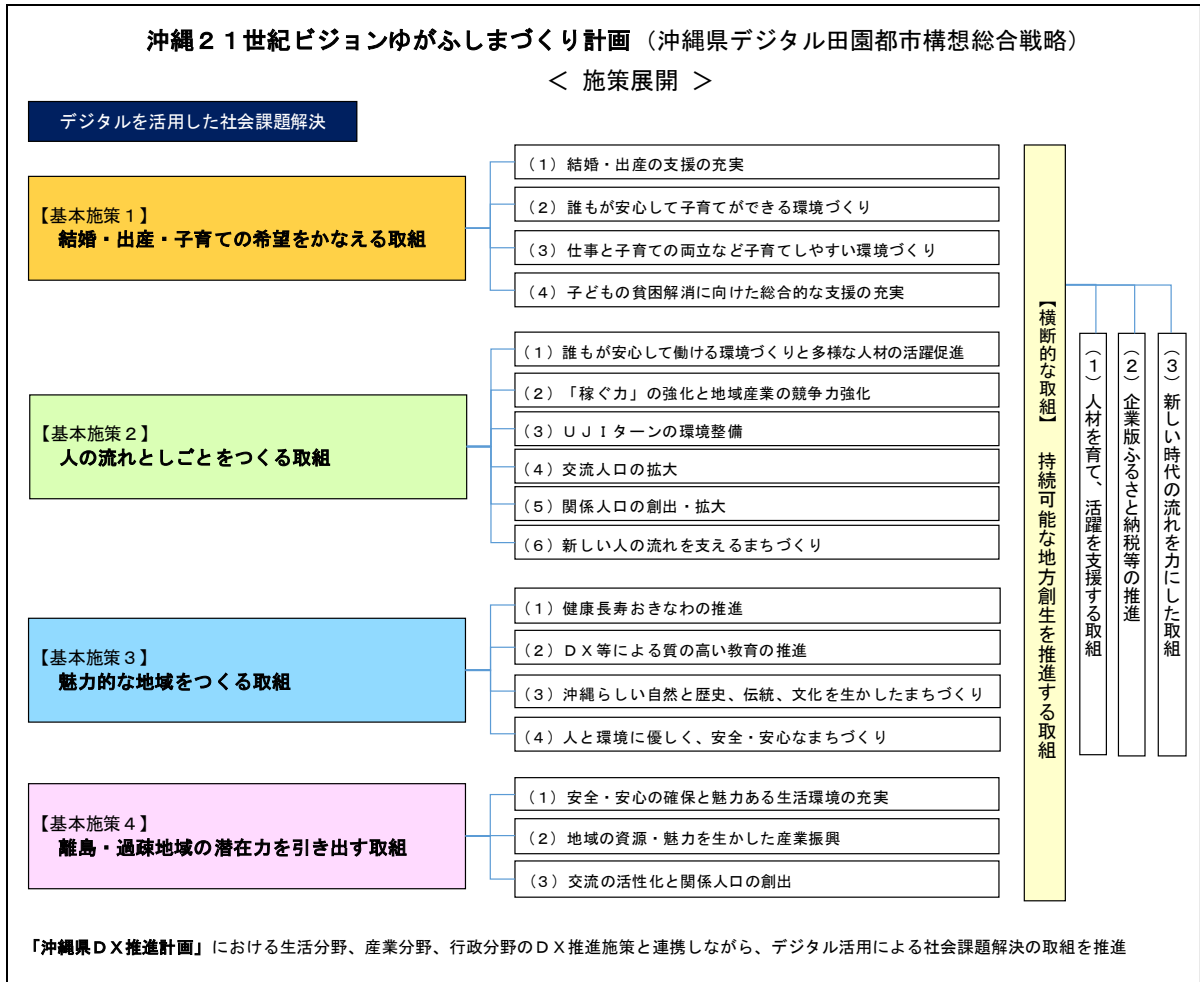 沖縄２１世紀ビジョンゆがふしまづくり計画（沖縄県デジタル田園都市構想総合戦略）
＜ 施策展開 ＞
デジタルを活用した社会課題解決
【基本施策１】
結婚・出産・子育ての希望をかなえる取組
（１）結婚・出産の支援の充実
（２）誰もが安心して子育てができる環境づくり
（３）仕事と子育ての両立など子育てしやすい環境づくり
（４）子どもの貧困解消に向けた総合的な支援の充実
【基本施策２】
人の流れとしごとをつくる取組
（１）誰もが安心して働ける環境づくりと多様な人材の活躍促進
（２）「稼ぐ力」の強化と地域産業の競争力強化
（３）ＵＪＩターンの環境整備
（４）交流人口の拡大
（５）関係人口の創出・拡大
（６）新しい人の流れを支えるまちづくり
【基本施策３】
魅力的な地域をつくる取組
（１）健康長寿おきなわの推進
（２）ＤＸ等による質の高い教育の推進
（３）沖縄らしい自然と歴史、伝統、文化を生かしたまちづくり
（４）人と環境に優しく、安全・安心なまちづくり
【基本施策４】
離島・過疎地域の潜在力を引き出す取組
（１）安全・安心の確保と魅力ある生活環境の充実
（２）地域の資源・魅力を生かした産業振興
（３）交流の活性化と関係人口の創出
【横断的な取組】　持続可能な地方創生を推進する取組
（１）人材を育て、活躍を支援する取組
（２）企業版ふるさと納税等の推進
（３）新しい時代の流れを力にした取組
「沖縄県ＤＸ推進計画」における生活分野、産業分野、行政分野のＤＸ推進施策と連携しながら、デジタル活用による社会課題解決の取組を推進